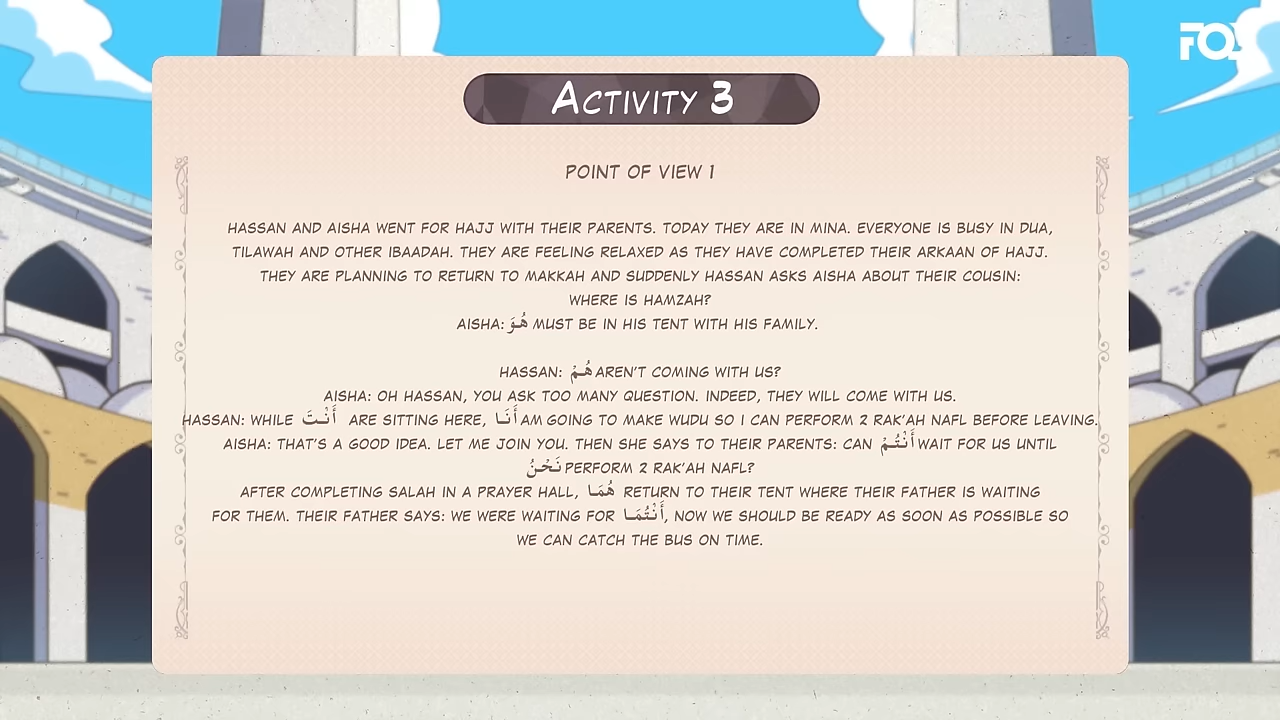 FOZ
ACTIVITY 3
POINT OF VIEW 1
HASSAN AND AISHA WENT FOR HAJJ WITH THEIR PARENTS. TODAY THEY ARE IN MINA. EVERYONE IS BUSY IN DUA,
TILAWAH AND OTHER IBAADAH. THEY ARE FEELING RELAXED AS THEY HAVE COMPLETED THEIR ARKAAN OF HAJJ.
THEY ARE PLANNING TO RETURN TO MAKKAH AND SUDDENLY HASSAN ASKS AISHA ABOUT THEIR COUSIN:
WHERE IS HAMZAH?
AISHA: هُوَ MUST BE IN HIS TENT WITH HIS FAMILY.
HASSAN: هُمْ AREN'T COMING WITH US?
AISHA: OH HASSAN, YOU ASK TOO MANY QUESTION. INDEED, THEY WILL COME WITH US.
HASSAN: WHILE أَنْتَ ARE SITTING HERE, أَنَا AM GOING TO MAKE WUDU SO I CAN PERFORM 2 RAK'AH NAFL BEFORE LEAVING.
AISHA: THAT'S A GOOD IDEA. LET ME JOIN YOU. THEN SHE SAYS TO THEIR PARENTS: CAN أَنْتُمْ WAIT FOR US UNTIL
نَحْنُ PERFORM 2 RAK'AH NAFL?
AFTER COMPLETING SALAH IN A PRAYER HALL, هُمَا RETURN TO THEIR TENT WHERE THEIR FATHER IS WAITING
FOR THEM. THEIR FATHER SAYS: WE WERE WAITING FOR أَنْتُمَا, NOW WE SHOULD BE READY AS SOON AS POSSIBLE SO
WE CAN CATCH THE BUS ON TIME.